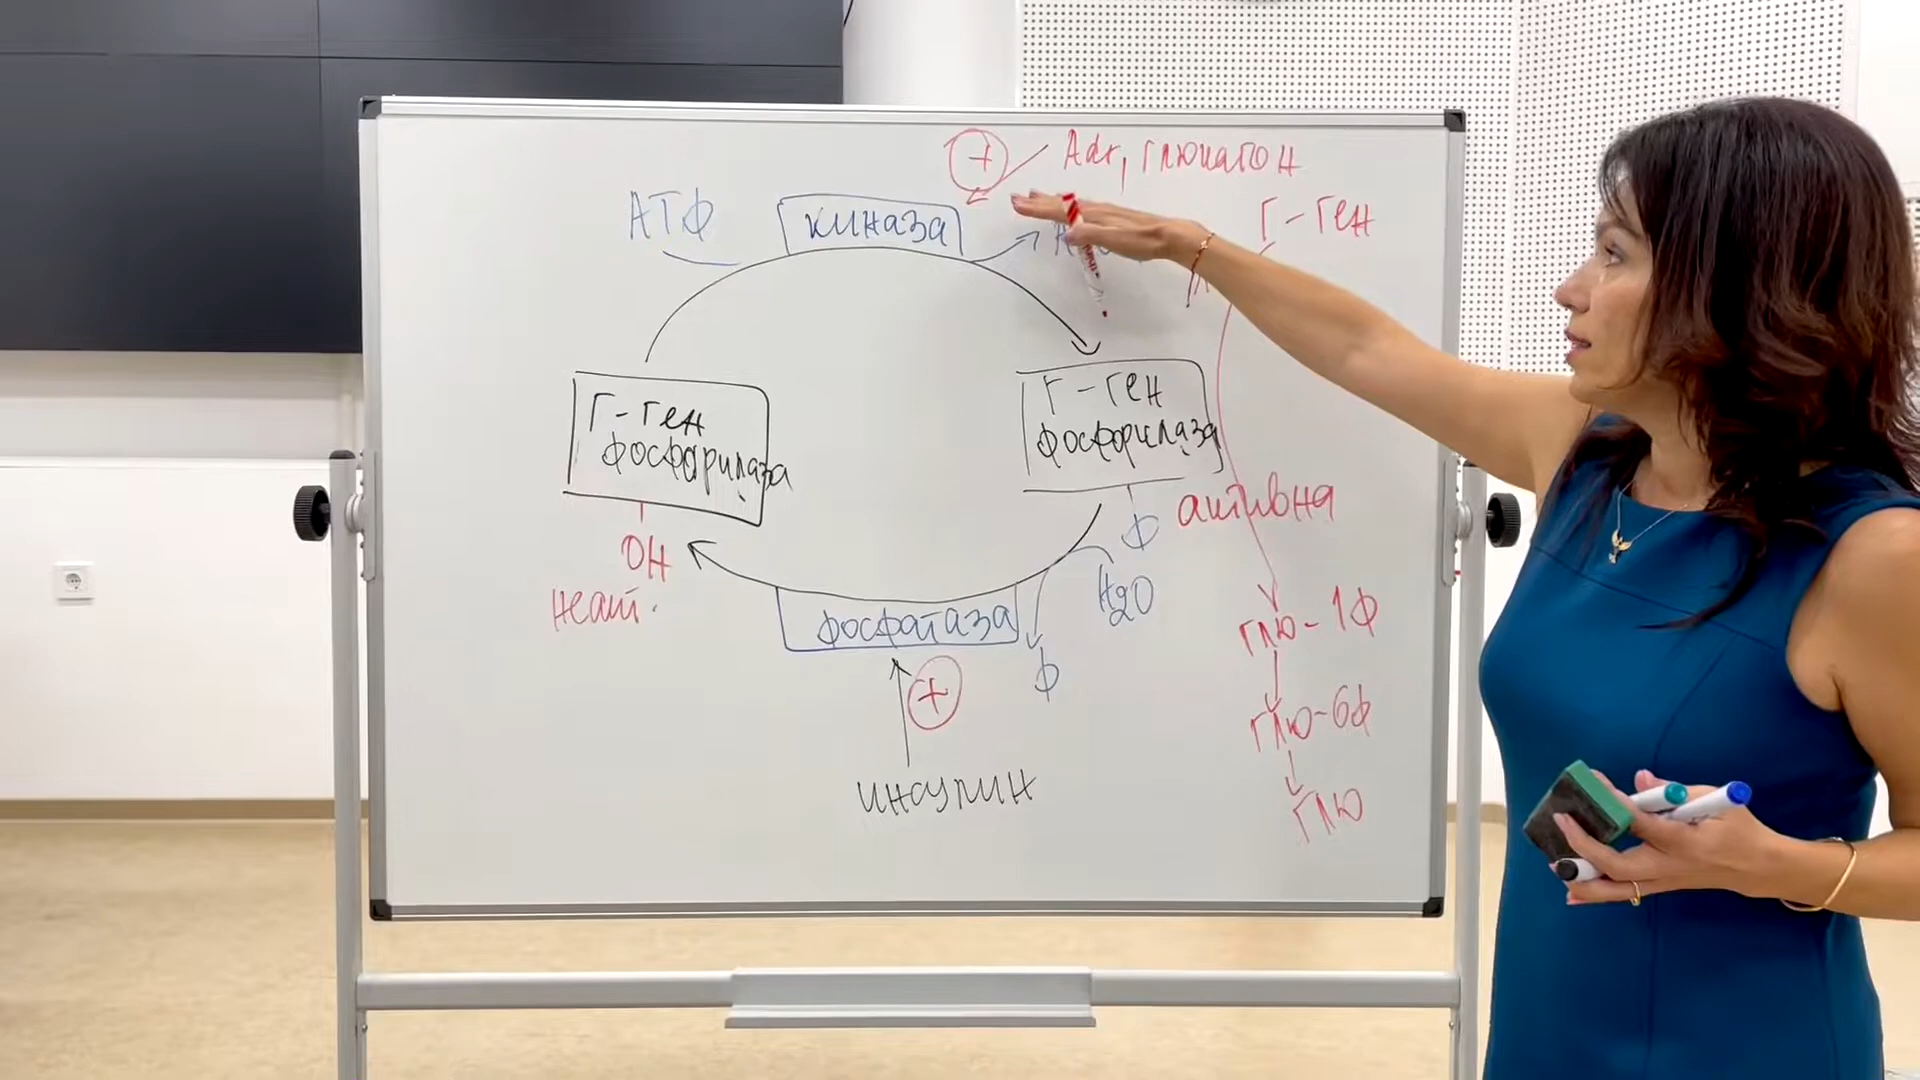 + Adr, глюкагон
АТФ
киназа
Г-ген
Г-ген
фосфорилаза
Г-ген
фосфорилаза
ОН
неакт.
Ф
активна
H2O
фосфатаза
Ф
+
инсулин
глю-1Ф
глю-6Ф
глю